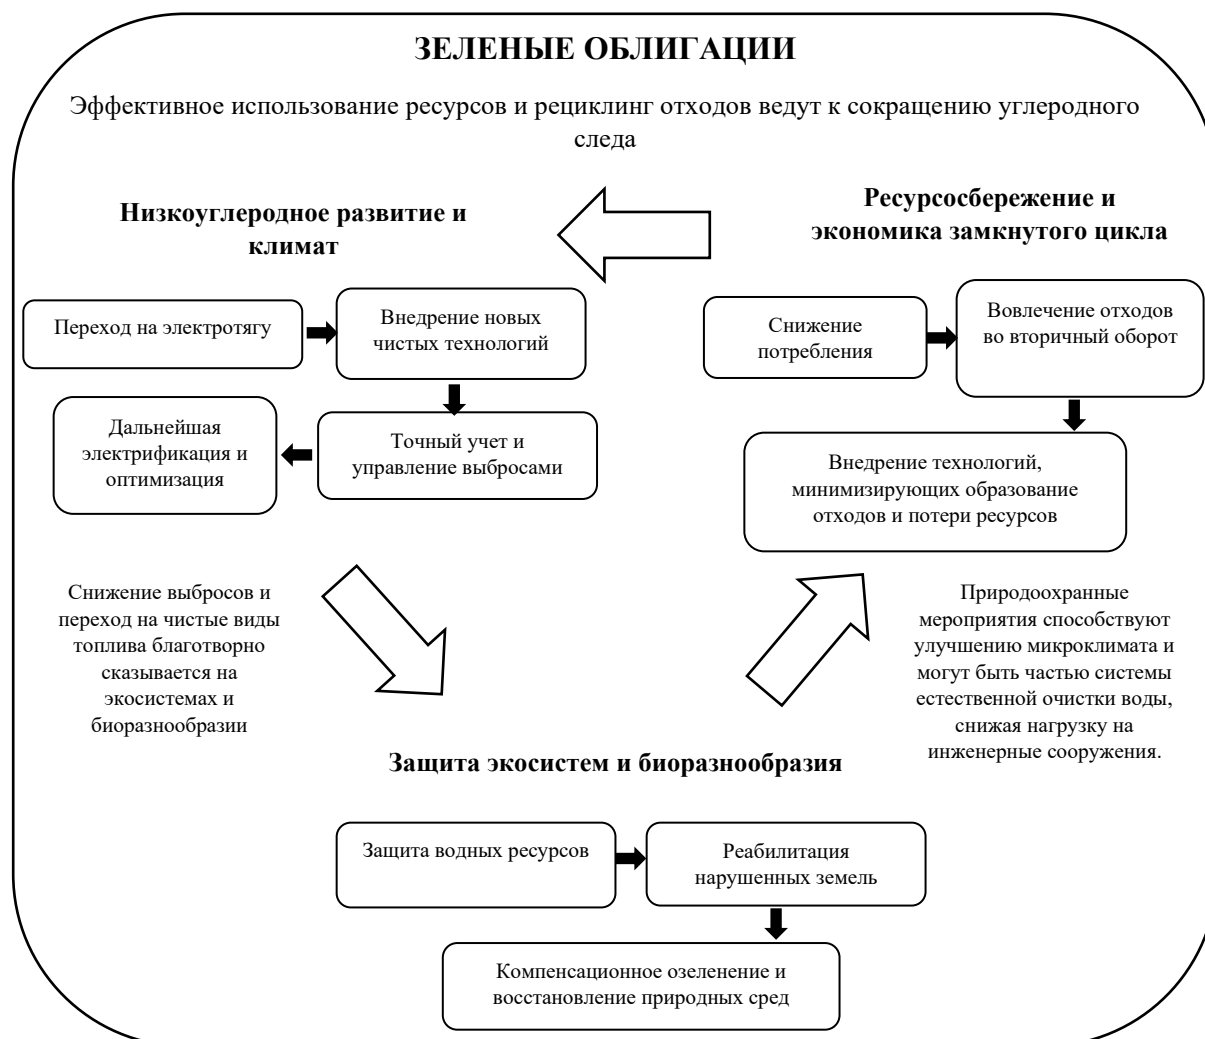 ЗЕЛЕНЫЕ ОБЛИГАЦИИ
Эффективное использование ресурсов и рециклинг отходов ведут к сокращению углеродного
следа
Низкоуглеродное развитие и
климат
Ресурсосбережение и
экономика замкнутого цикла
Переход на электротягу
Внедрение новых
чистых технологий
Снижение
потребления
Вовлечение отходов
во вторичный оборот
Дальнейшая
электрификация и
оптимизация
Точный учет и
управление выбросами
Внедрение технологий,
минимизирующих образование
отходов и потери ресурсов
Снижение выбросов и
переход на чистые виды
топлива благотворно
сказывается на
экосистемах и
биоразнообразии
Природоохранные
мероприятия способствуют
улучшению микроклимата и
могут быть частью системы
естественной очистки воды,
снижая нагрузку на
инженерные сооружения.
Защита экосистем и биоразнообразия
Защита водных ресурсов
Реабилитация
нарушенных земель
Компенсационное озеленение и
восстановление природных сред